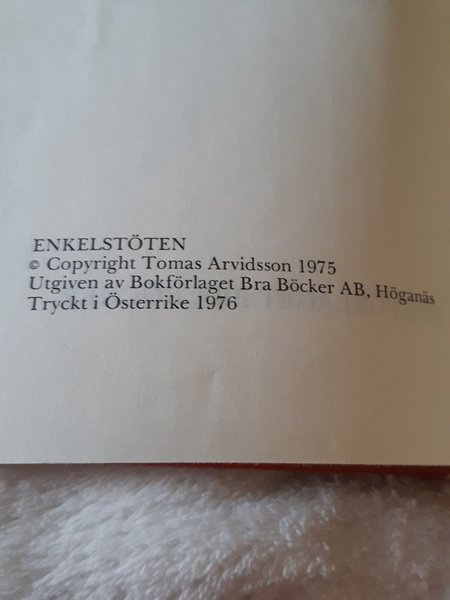 ENKELSTÖTEN
© Copyright Tomas Arvidsson 1975
Utgiven av Bokförlaget Bra Böcker AB, Höganäs
Tryckt i Österrike 1976